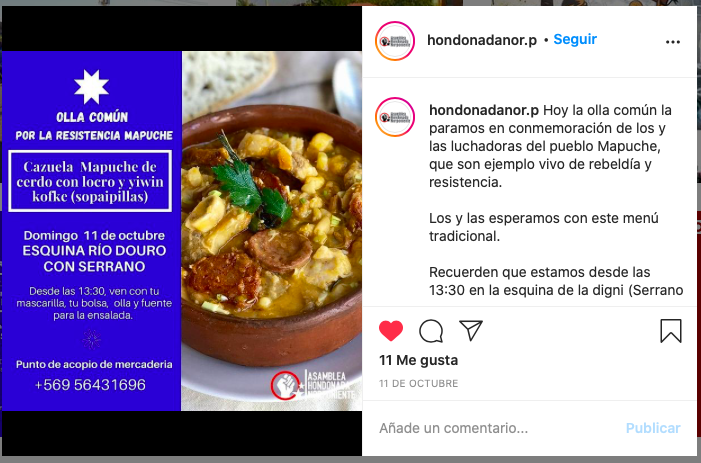 OLLA COMÚN
POR LA RESISTENCIA MAPUCHE
Cazuela Mapuche de
cerdo con locro y yiwin
kofke (sopaipillas)
Domingo 11 de octubre
ESQUINA RÍO DOURO
CON SERRANO
Desde las 13:30, ven con tu
mascarilla, tu bolsa, olla y fuente
para la ensalada.
Punto de acopio de mercaderia
+569 56431696
ASAMBLEA
HONDONADA
hondonadanor.p • Seguir
hondonadanor.p Hoy la olla común la
paramos en conmemoración de los y
las luchadoras del pueblo Mapuche,
que son ejemplo vivo de rebeldía y
resistencia.
Los y las esperamos con este menú
tradicional.
Recuerden que estamos desde las
13:30 en la esquina de la digni (Serrano
11 Me gusta
11 DE OCTUBRE
Añade un comentario...
Publicar